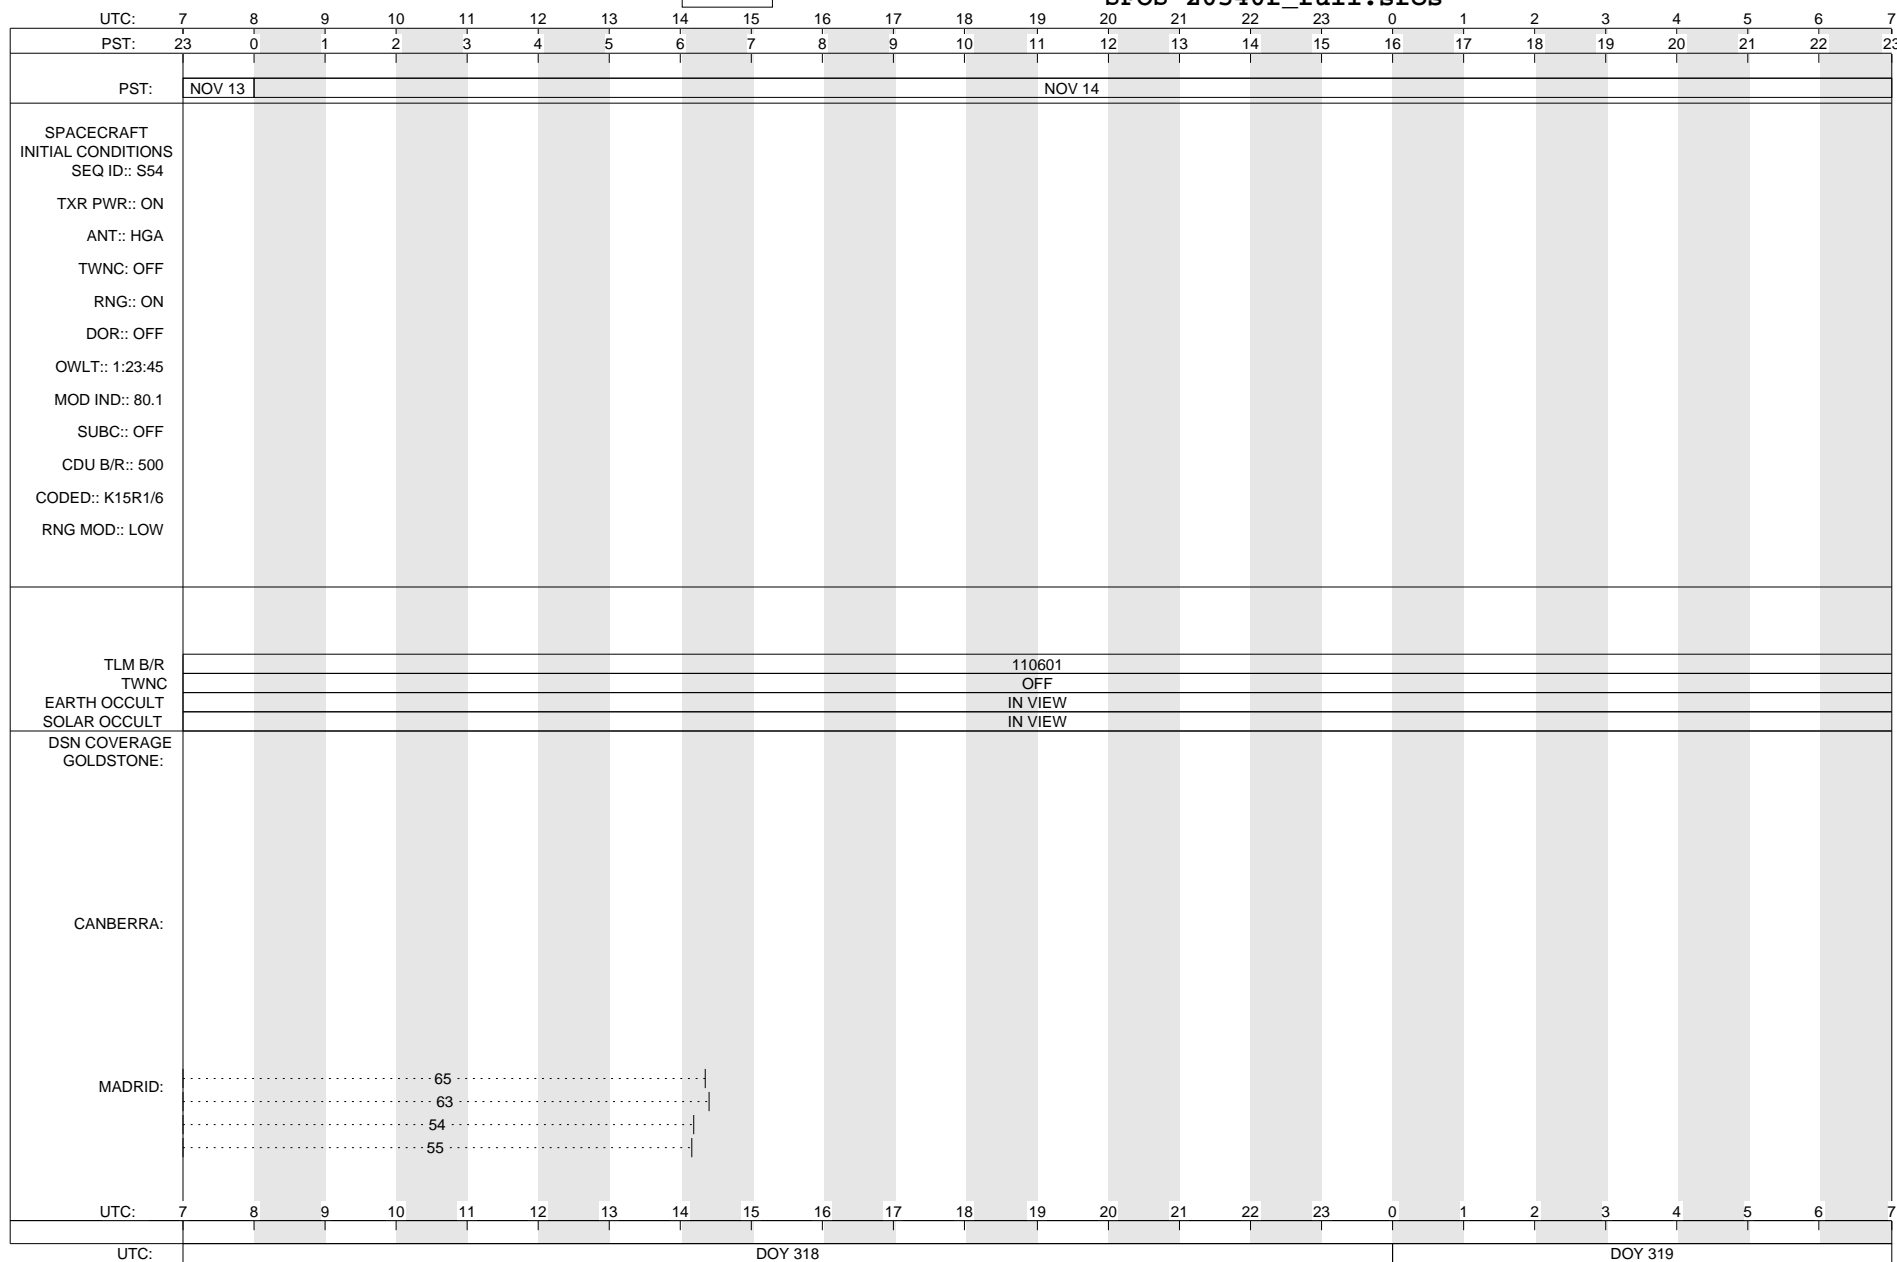 UTC: 7 8 9 10 11 12 13 14 15 16 17 18 19 20 21 22 23 0 1 2 3 4 5 6 7
PST: 23 0 1 2 3 4 5 6 7 8 9 10 11 12 13 14 15 16 17 18 19 20 21 22 23
PST: NOV 13 NOV 14
SPACECRAFT
INITIAL CONDITIONS
SEQ ID:: S54
TXR PWR:: ON
ANT:: HGA
TWNC: OFF
RNG:: ON
DOR:: OFF
OWLT:: 1:23:45
MOD IND:: 80.1
SUBC:: OFF
CDU B/R:: 500
CODED:: K15R1/6
RNG MOD:: LOW
TLM B/R 110601
TWNC OFF
EARTH OCCULT IN VIEW
SOLAR OCCULT IN VIEW
DSN COVERAGE
GOLDSTONE:
CANBERRA:
MADRID:
65
63
54
55
UTC: 7 8 9 10 11 12 13 14 15 16 17 18 19 20 21 22 23 0 1 2 3 4 5 6 7
UTC: DOY 318 DOY 319